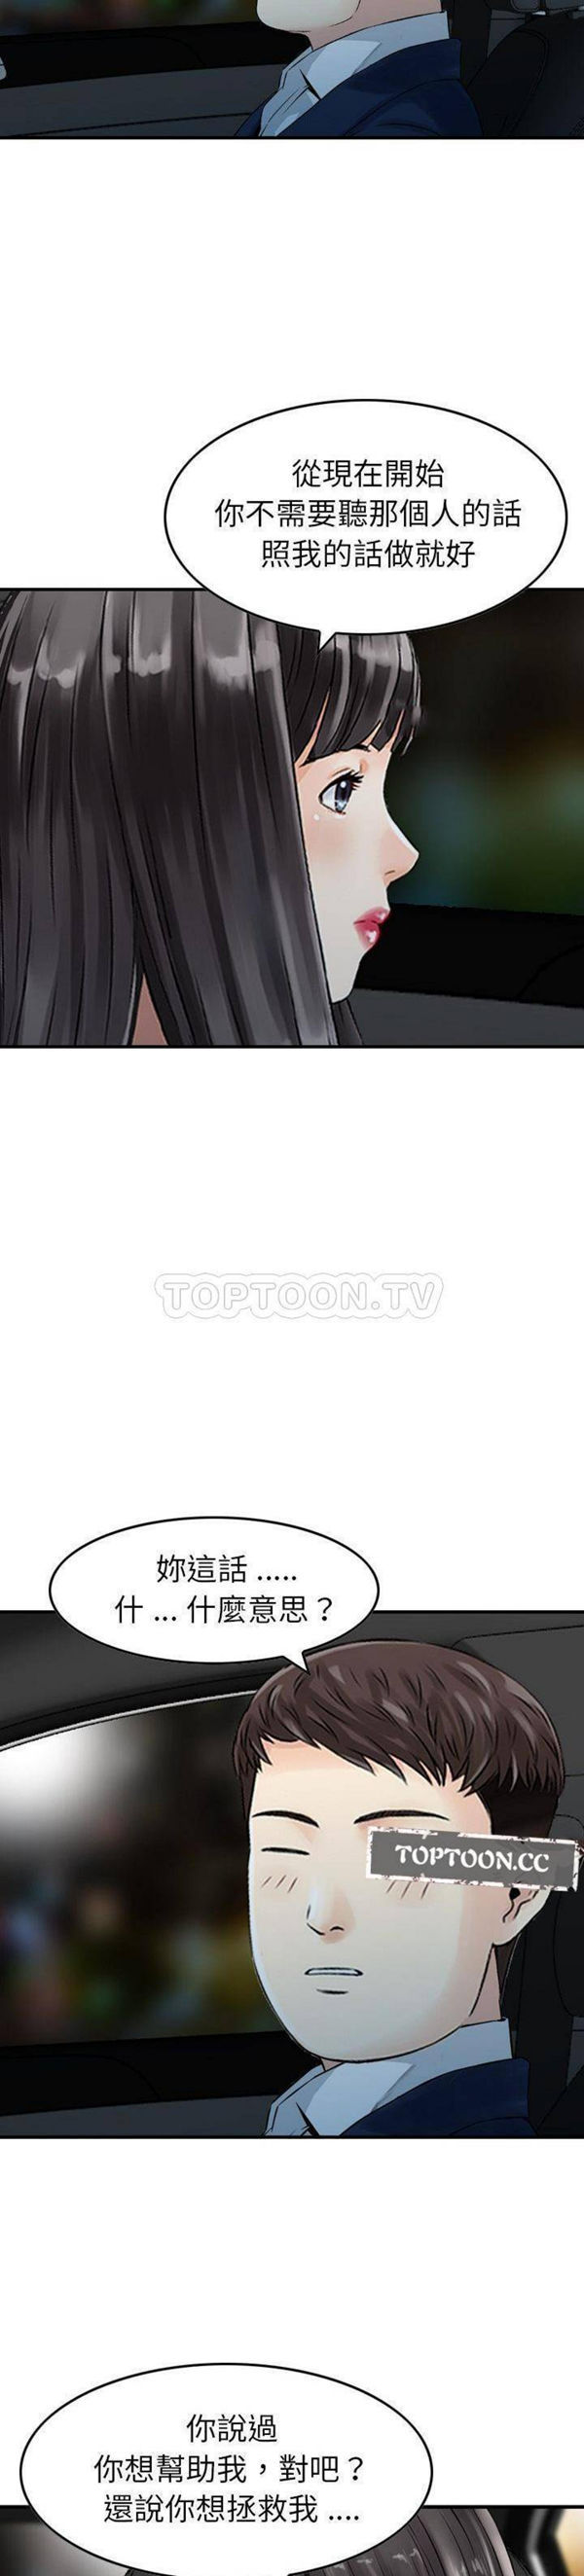 從現在開始
你不需要聽那個人的話
照我的話做就好
TOPTOON.TV
妳這話 .....
什 ... 什麼意思？
TOPTOON.CC
你說過
你想幫助我，對吧？
還說你想拯救我 ....